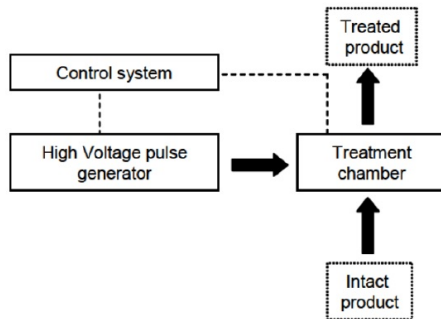 Treated
product
Control system
High Voltage pulse
generator
Treatment
chamber
Intact
product